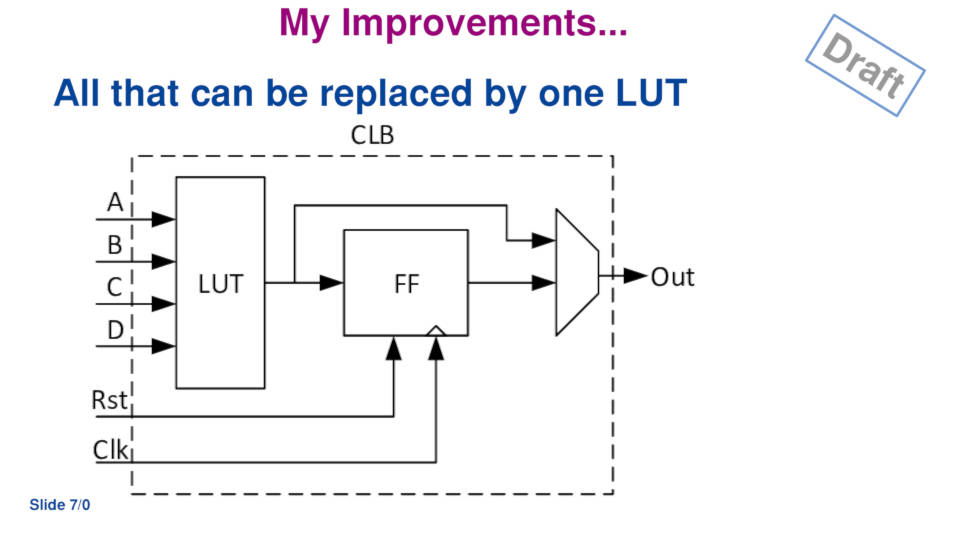 My Improvements...
Draft
All that can be replaced by one LUT
CLB
A
B
C
D
LUT
FF
Out
Rst
Clk
Slide 7/0